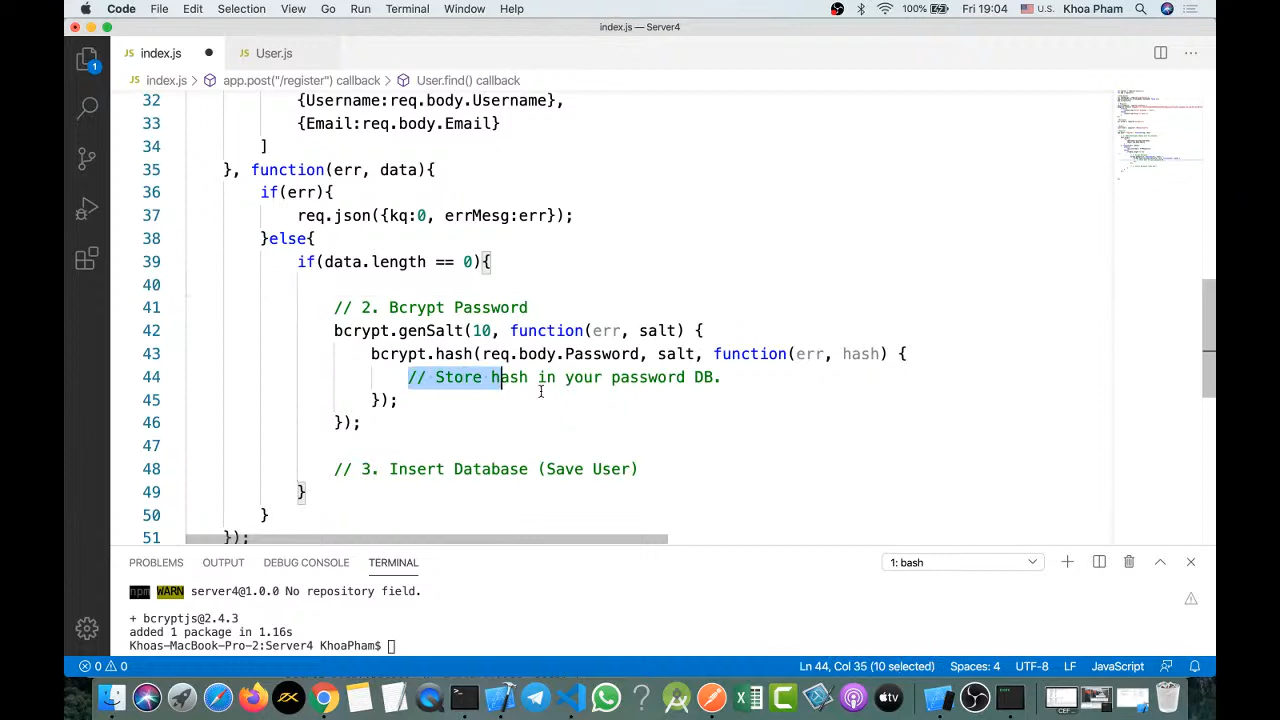 Code File Edit Selection View Go Run Terminal Window Help 100% Fri 19:04 U.S. Khoa Pham
index.js — Server4
JS index.js ● JS User.js
JS index.js > app.post("/register") callback > User.find() callback
32 {Username:req.body.Username},
33 {Email:req.body.Email}
34 ]
35 }, function(err, data){
36 if(err){
37 req.json({kq:0, errMesg:err});
38 }else{
39 if(data.length == 0){
40
41 // 2. Bcrypt Password
42 bcrypt.genSalt(10, function(err, salt) {
43 bcrypt.hash(req.body.Password, salt, function(err, hash) {
44 // Store hash in your password DB.
45 });
46 });
47
48 // 3. Insert Database (Save User)
49 }
50 }
51 });
1
PROBLEMS OUTPUT DEBUG CONSOLE TERMINAL 1: bash
npm WARN server4@1.0.0 No repository field.
+ bcryptjs@2.4.3
added 1 package in 1.16s
Khoas-MacBook-Pro-2:Server4 KhoaPham$
0 0 Ln 44, Col 35 (10 selected) Spaces: 4 UTF-8 LF JavaScript
tv